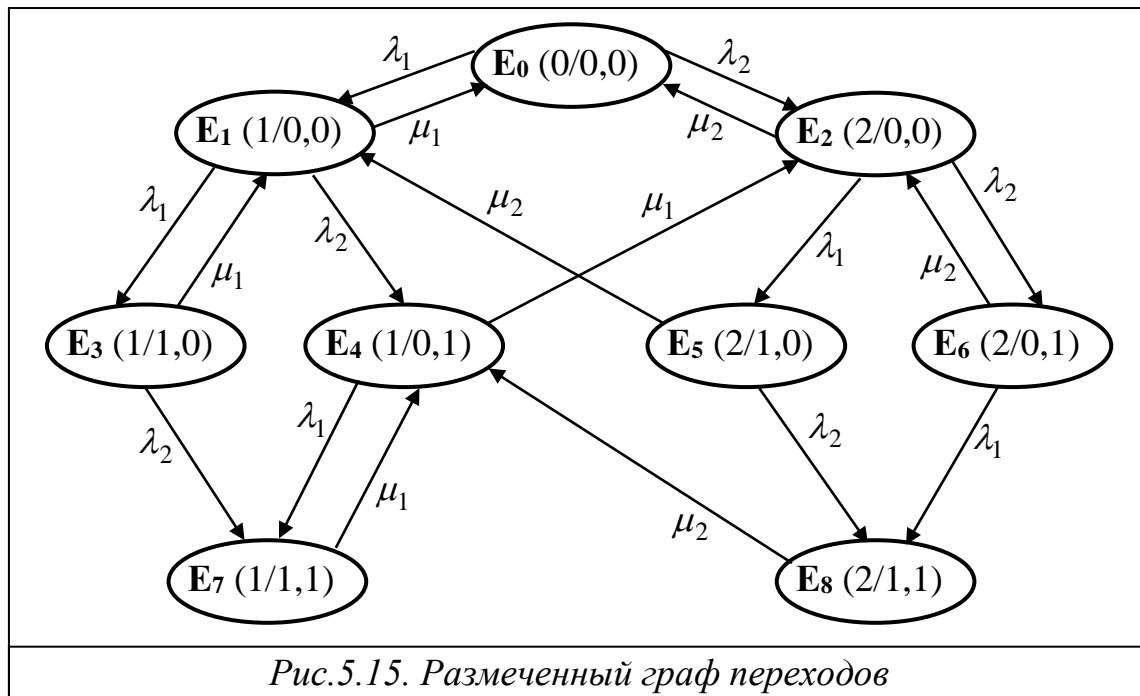 λ₁ E₀ (0/0,0) λ₂
E₁ (1/0,0) μ₁ μ₂ E₂ (2/0,0)
λ₁ μ₁ λ₂ μ₂ μ₁ λ₁ μ₂ λ₂
E₃ (1/1,0) E₄ (1/0,1) E₅ (2/1,0) E₆ (2/0,1)
λ₂ λ₁ μ₁ μ₂ λ₂ λ₁
E₇ (1/1,1) E₈ (2/1,1)
Рис.5.15. Размеченный граф переходов